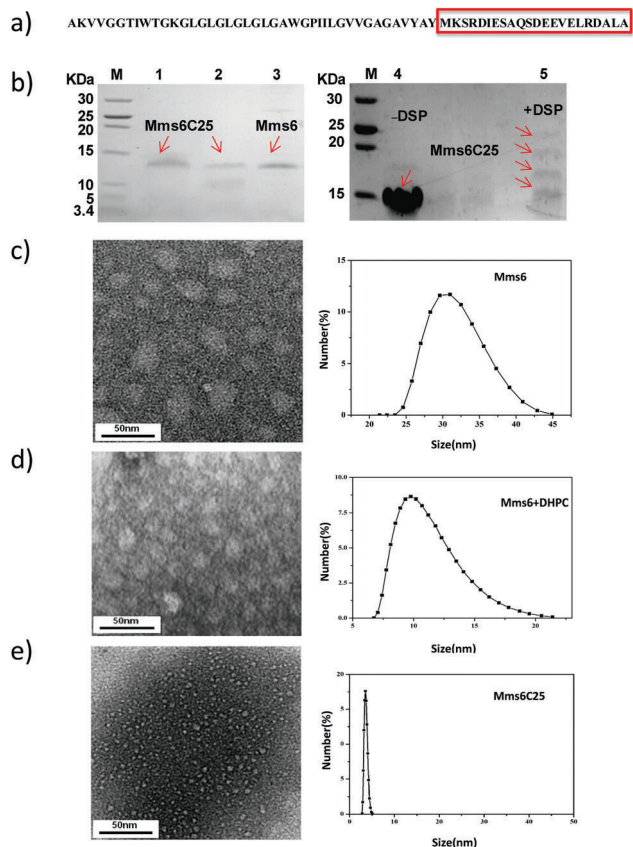 a) AKVVGGTIWTGKGLGLGLGLGLGAWGPIILGVVGAGAVYAYMKSRDIESAQSDEEVELRDALA
b) KDa M 1 2 3 KDa M 4 5
30
25
20
15
10
5
3.4
Mms6C25 Mms6
30
25
20
15
–DSP +DSP
Mms6C25
c)
50nm
Mms6
Number(%)
15
10
5
0
20 25 30 35 40 45
Size(nm)
d)
50nm
Mms6+DHPC
Number(%)
10.0
7.5
5.0
2.5
0.0
5 10 15 20
Size(nm)
e)
50nm
Mms6C25
Number(%)
20
5
10
5
0
0 10 20 30 40 50
Size(nm)